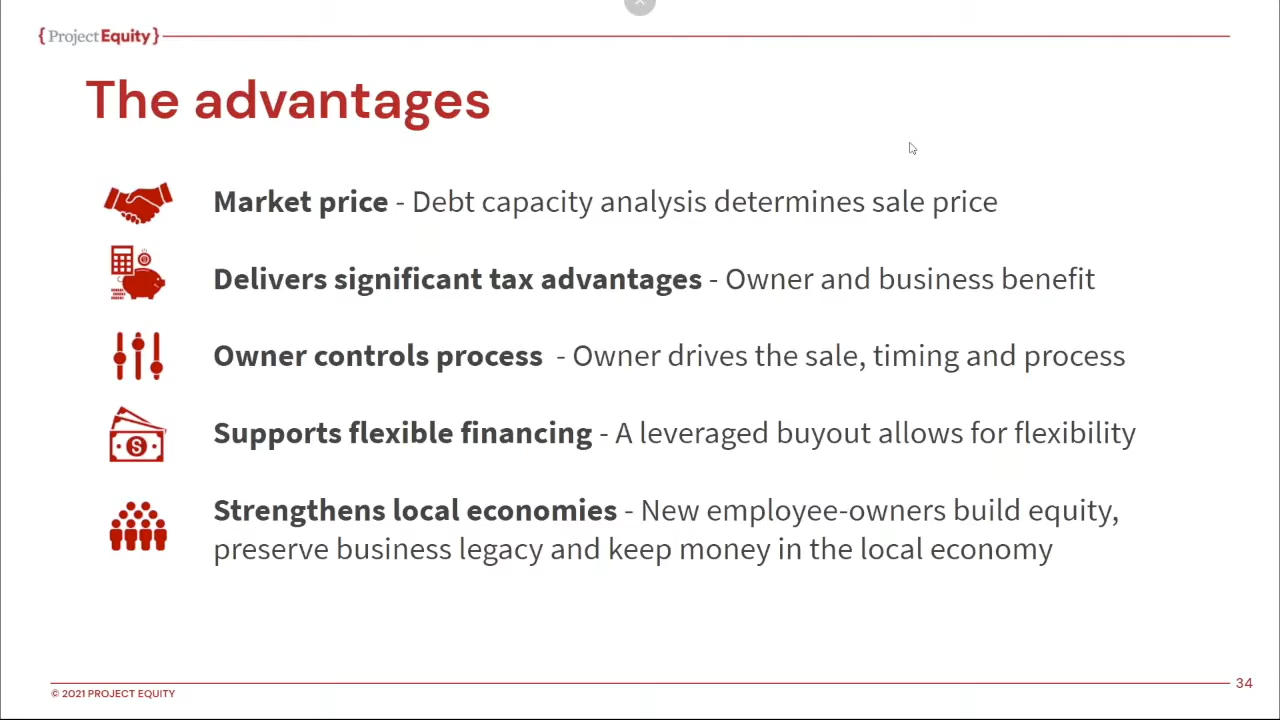 { Project Equity }
The advantages
Market price - Debt capacity analysis determines sale price
Delivers significant tax advantages - Owner and business benefit
Owner controls process - Owner drives the sale, timing and process
Supports flexible financing - A leveraged buyout allows for flexibility
Strengthens local economies - New employee-owners build equity,
preserve business legacy and keep money in the local economy
© 2021 PROJECT EQUITY
34